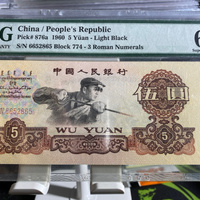 China / People's Republic
Pick# 876a 1960 5 Yüan - Light Black
S/N 6652865 Block 774 - 3 Roman Numerals
中国人民银行
伍圆
WU YUAN
5
5